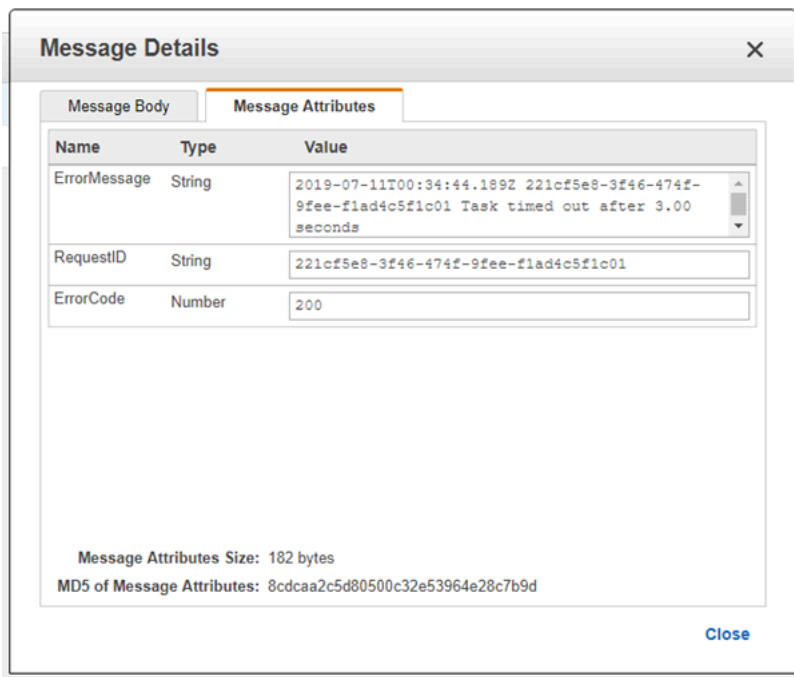 Message Details
Message Body Message Attributes
Name Type Value
ErrorMessage String 2019-07-11T00:34:44.189Z 221cf5e8-3f46-474f-
9fee-f1ad4c5f1c01 Task timed out after 3.00
seconds
RequestID String 221cf5e8-3f46-474f-9fee-f1ad4c5f1c01
ErrorCode Number 200
Message Attributes Size: 182 bytes
MD5 of Message Attributes: 8cdcaa2c5d80500c32e53964e28c7b9d
Close